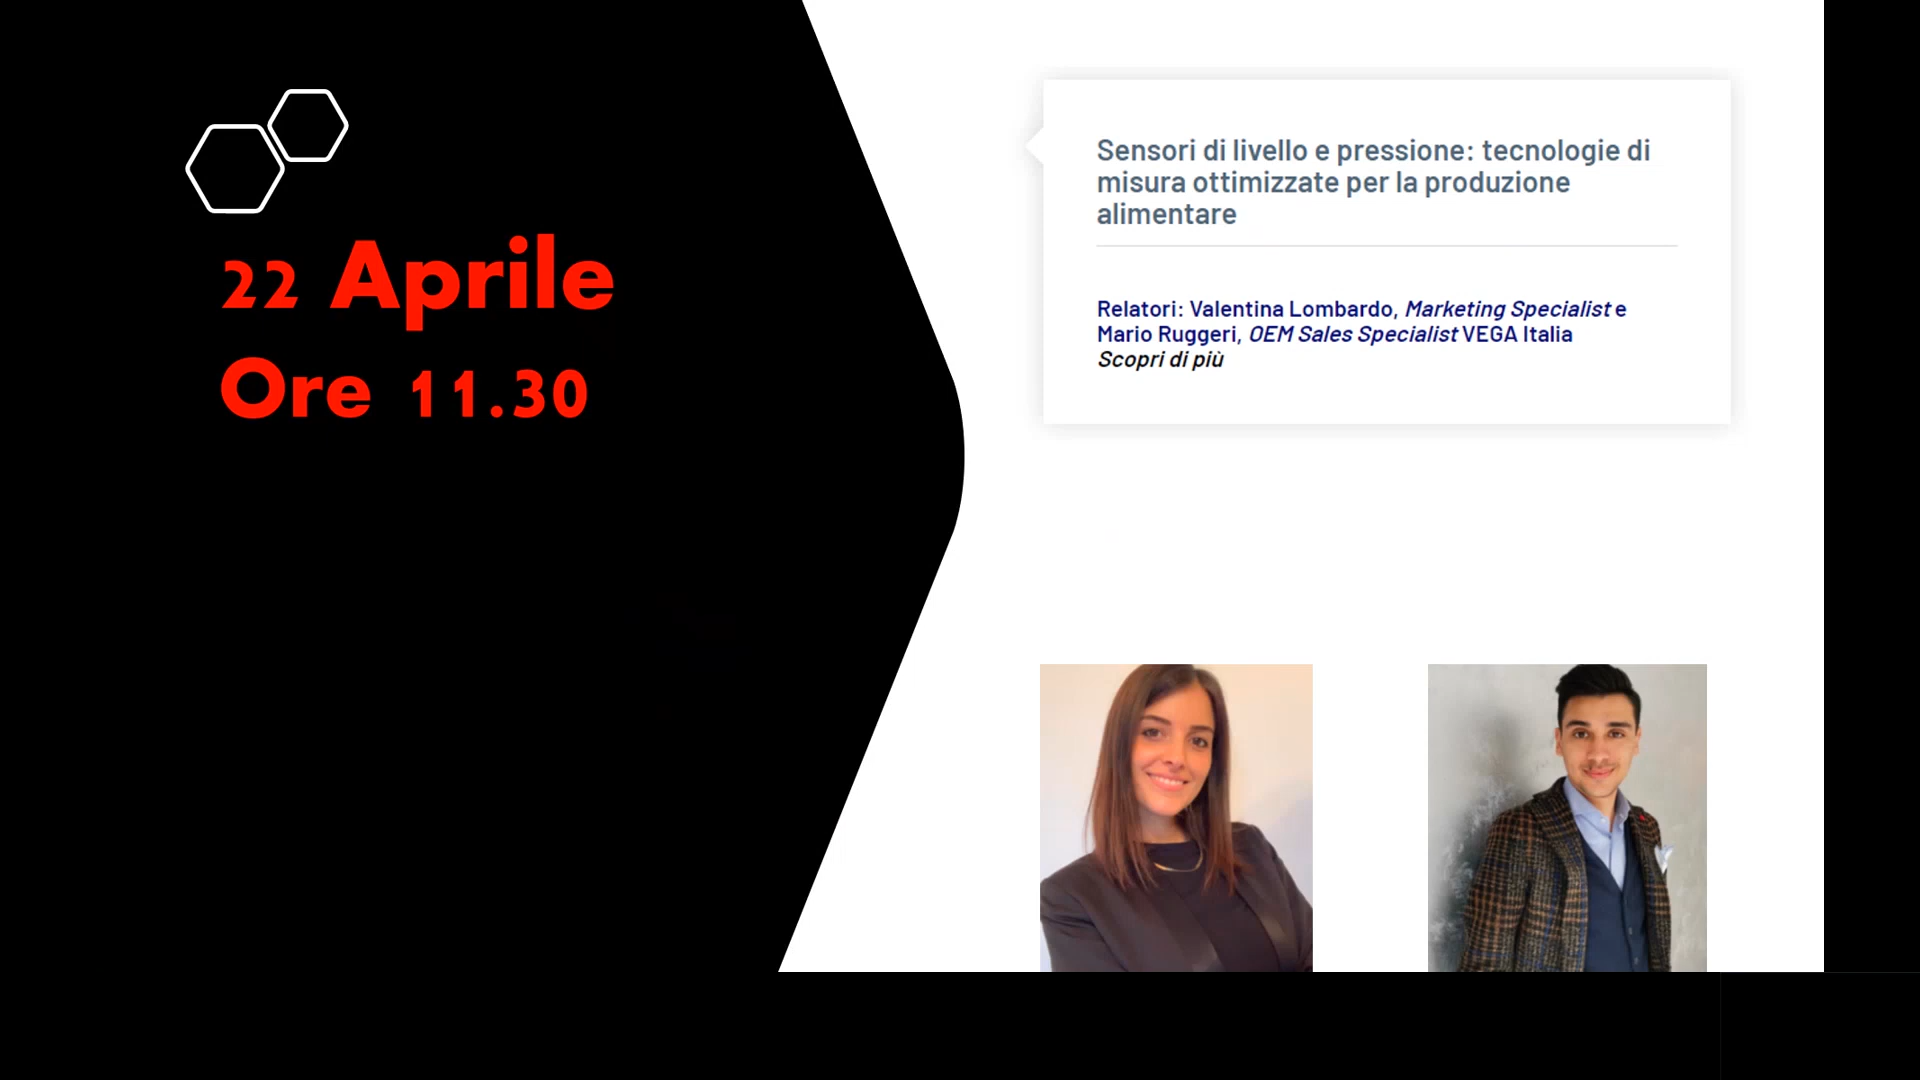 22 Aprile
Ore 11.30
Sensori di livello e pressione: tecnologie di
misura ottimizzate per la produzione
alimentare
Relatori: Valentina Lombardo, Marketing Specialist e
Mario Ruggeri, OEM Sales Specialist VEGA Italia
Scopri di più